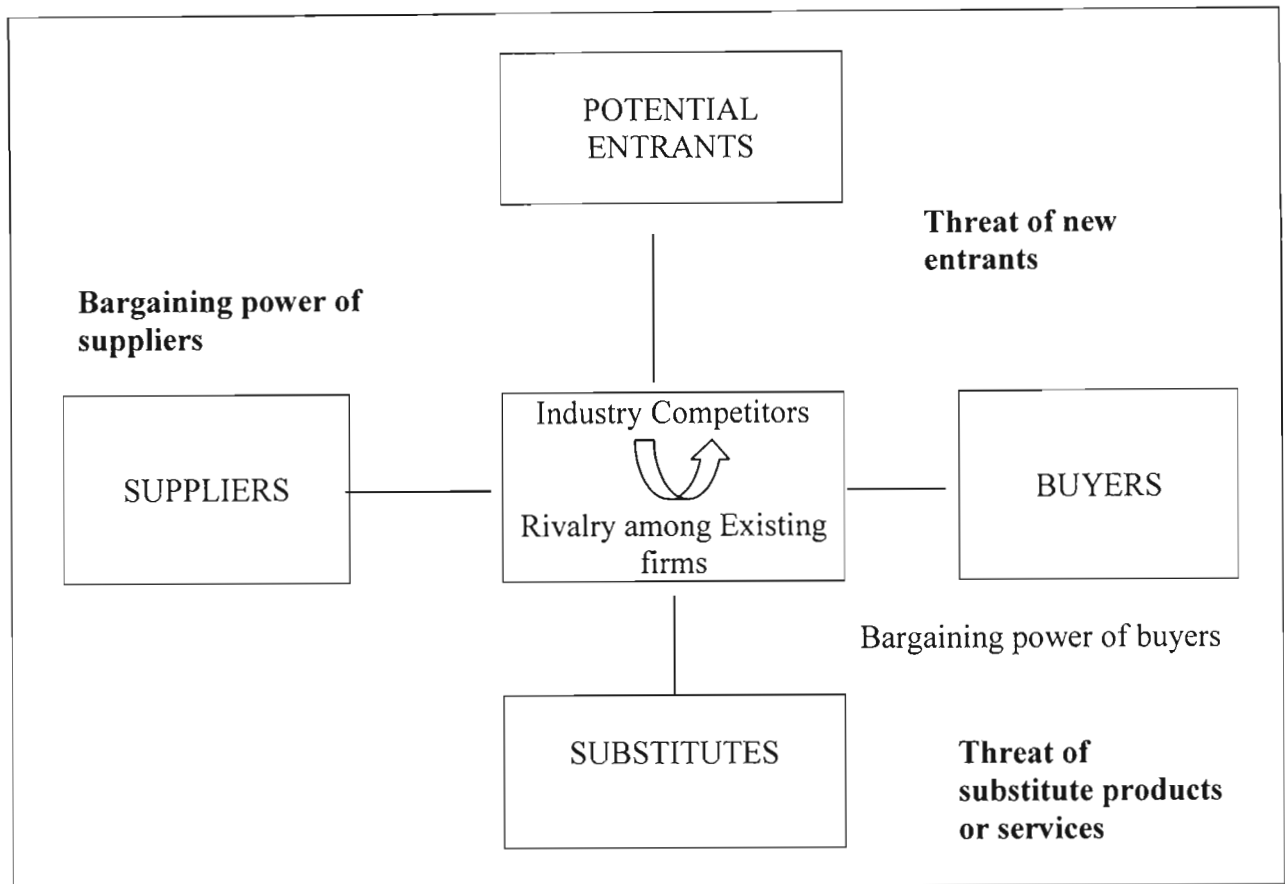 POTENTIAL
ENTRANTS
Threat of new
entrants
Bargaining power of
suppliers
SUPPLIERS
Industry Competitors
Rivalry among Existing
firms
BUYERS
Bargaining power of buyers
SUBSTITUTES
Threat of
substitute products
or services